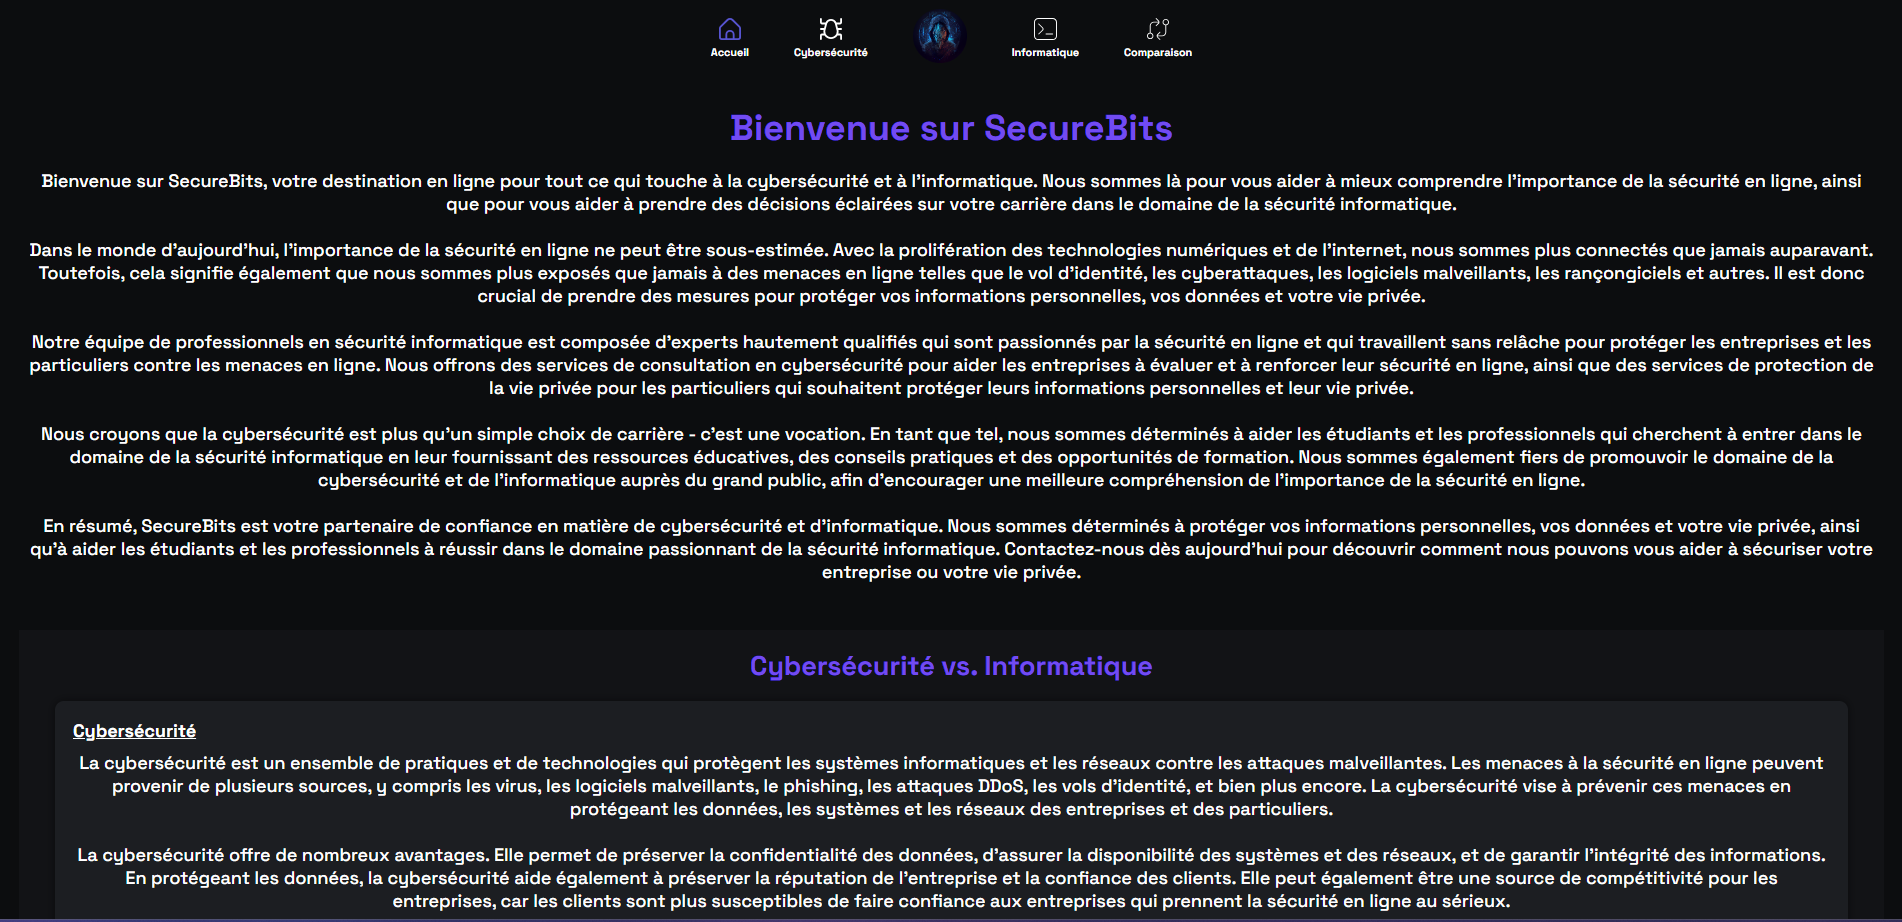 Accueil
Cybersécurité
Informatique
Comparaison
Bienvenue sur SecureBits
Bienvenue sur SecureBits, votre destination en ligne pour tout ce qui touche à la cybersécurité et à l'informatique. Nous sommes là pour vous aider à mieux comprendre l'importance de la sécurité en ligne, ainsi
que pour vous aider à prendre des décisions éclairées sur votre carrière dans le domaine de la sécurité informatique.
Dans le monde d'aujourd'hui, l'importance de la sécurité en ligne ne peut être sous-estimée. Avec la prolifération des technologies numériques et de l'internet, nous sommes plus connectés que jamais auparavant.
Toutefois, cela signifie également que nous sommes plus exposés que jamais à des menaces en ligne telles que le vol d'identité, les cyberattaques, les logiciels malveillants, les rançongiciels et autres. Il est donc
crucial de prendre des mesures pour protéger vos informations personnelles, vos données et votre vie privée.
Notre équipe de professionnels en sécurité informatique est composée d'experts hautement qualifiés qui sont passionnés par la sécurité en ligne et qui travaillent sans relâche pour protéger les entreprises et les
particuliers contre les menaces en ligne. Nous offrons des services de consultation en cybersécurité pour aider les entreprises à évaluer et à renforcer leur sécurité en ligne, ainsi que des services de protection de
la vie privée pour les particuliers qui souhaitent protéger leurs informations personnelles et leur vie privée.
Nous croyons que la cybersécurité est plus qu'un simple choix de carrière - c'est une vocation. En tant que tel, nous sommes déterminés à aider les étudiants et les professionnels qui cherchent à entrer dans le
domaine de la sécurité informatique en leur fournissant des ressources éducatives, des conseils pratiques et des opportunités de formation. Nous sommes également fiers de promouvoir le domaine de la
cybersécurité et de l'informatique auprès du grand public, afin d'encourager une meilleure compréhension de l'importance de la sécurité en ligne.
En résumé, SecureBits est votre partenaire de confiance en matière de cybersécurité et d'informatique. Nous sommes déterminés à protéger vos informations personnelles, vos données et votre vie privée, ainsi
qu'à aider les étudiants et les professionnels à réussir dans le domaine passionnant de la sécurité informatique. Contactez-nous dès aujourd'hui pour découvrir comment nous pouvons vous aider à sécuriser votre
entreprise ou votre vie privée.
Cybersécurité vs. Informatique
Cybersécurité
La cybersécurité est un ensemble de pratiques et de technologies qui protègent les systèmes informatiques et les réseaux contre les attaques malveillantes. Les menaces à la sécurité en ligne peuvent
provenir de plusieurs sources, y compris les virus, les logiciels malveillants, le phishing, les attaques DDoS, les vols d'identité, et bien plus encore. La cybersécurité vise à prévenir ces menaces en
protégeant les données, les systèmes et les réseaux des entreprises et des particuliers.
La cybersécurité offre de nombreux avantages. Elle permet de préserver la confidentialité des données, d'assurer la disponibilité des systèmes et des réseaux, et de garantir l'intégrité des informations.
En protégeant les données, la cybersécurité aide également à préserver la réputation de l'entreprise et la confiance des clients. Elle peut également être une source de compétitivité pour les
entreprises, car les clients sont plus susceptibles de faire confiance aux entreprises qui prennent la sécurité en ligne au sérieux.